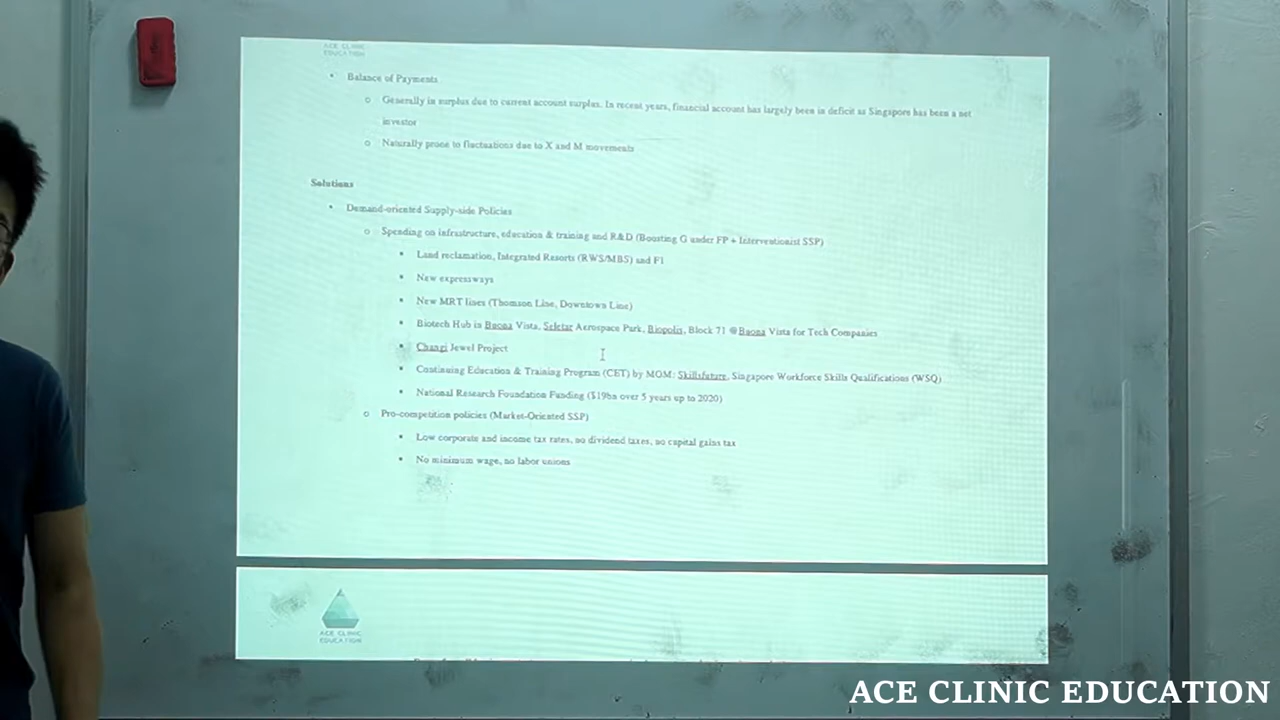 ACE CLINIC
EDUCATION
• Balance of Payments
o Generally in surplus due to current account surplus. In recent years, financial account has largely been in deficit as Singapore has been a net
investor
o Naturally prone to fluctuations due to X and M movements
Solutions
• Demand-oriented Supply-side Policies
o Spending on infrastructure, education & training and R&D (Boosting G under FP + Interventionist SSP)
• Land reclamation, Integrated Resorts (RWS/MBS) and F1
• New expressways
• New MRT lines (Thomson Line, Downtown Line)
• Biotech Hub in Buona Vista, Seletar Aerospace Park, Biopolis, Block 71 @Buona Vista for Tech Companies
• Changi Jewel Project
• Continuing Education & Training Program (CET) by MOM: Skillsfuture, Singapore Workforce Skills Qualifications (WSQ)
• National Research Foundation Funding ($19bn over 5 years up to 2020)
o Pro-competition policies (Market-Oriented SSP)
• Low corporate and income tax rates, no dividend taxes, no capital gains tax
• No minimum wage, no labor unions
ACE CLINIC
EDUCATION
ACE CLINIC EDUCATION